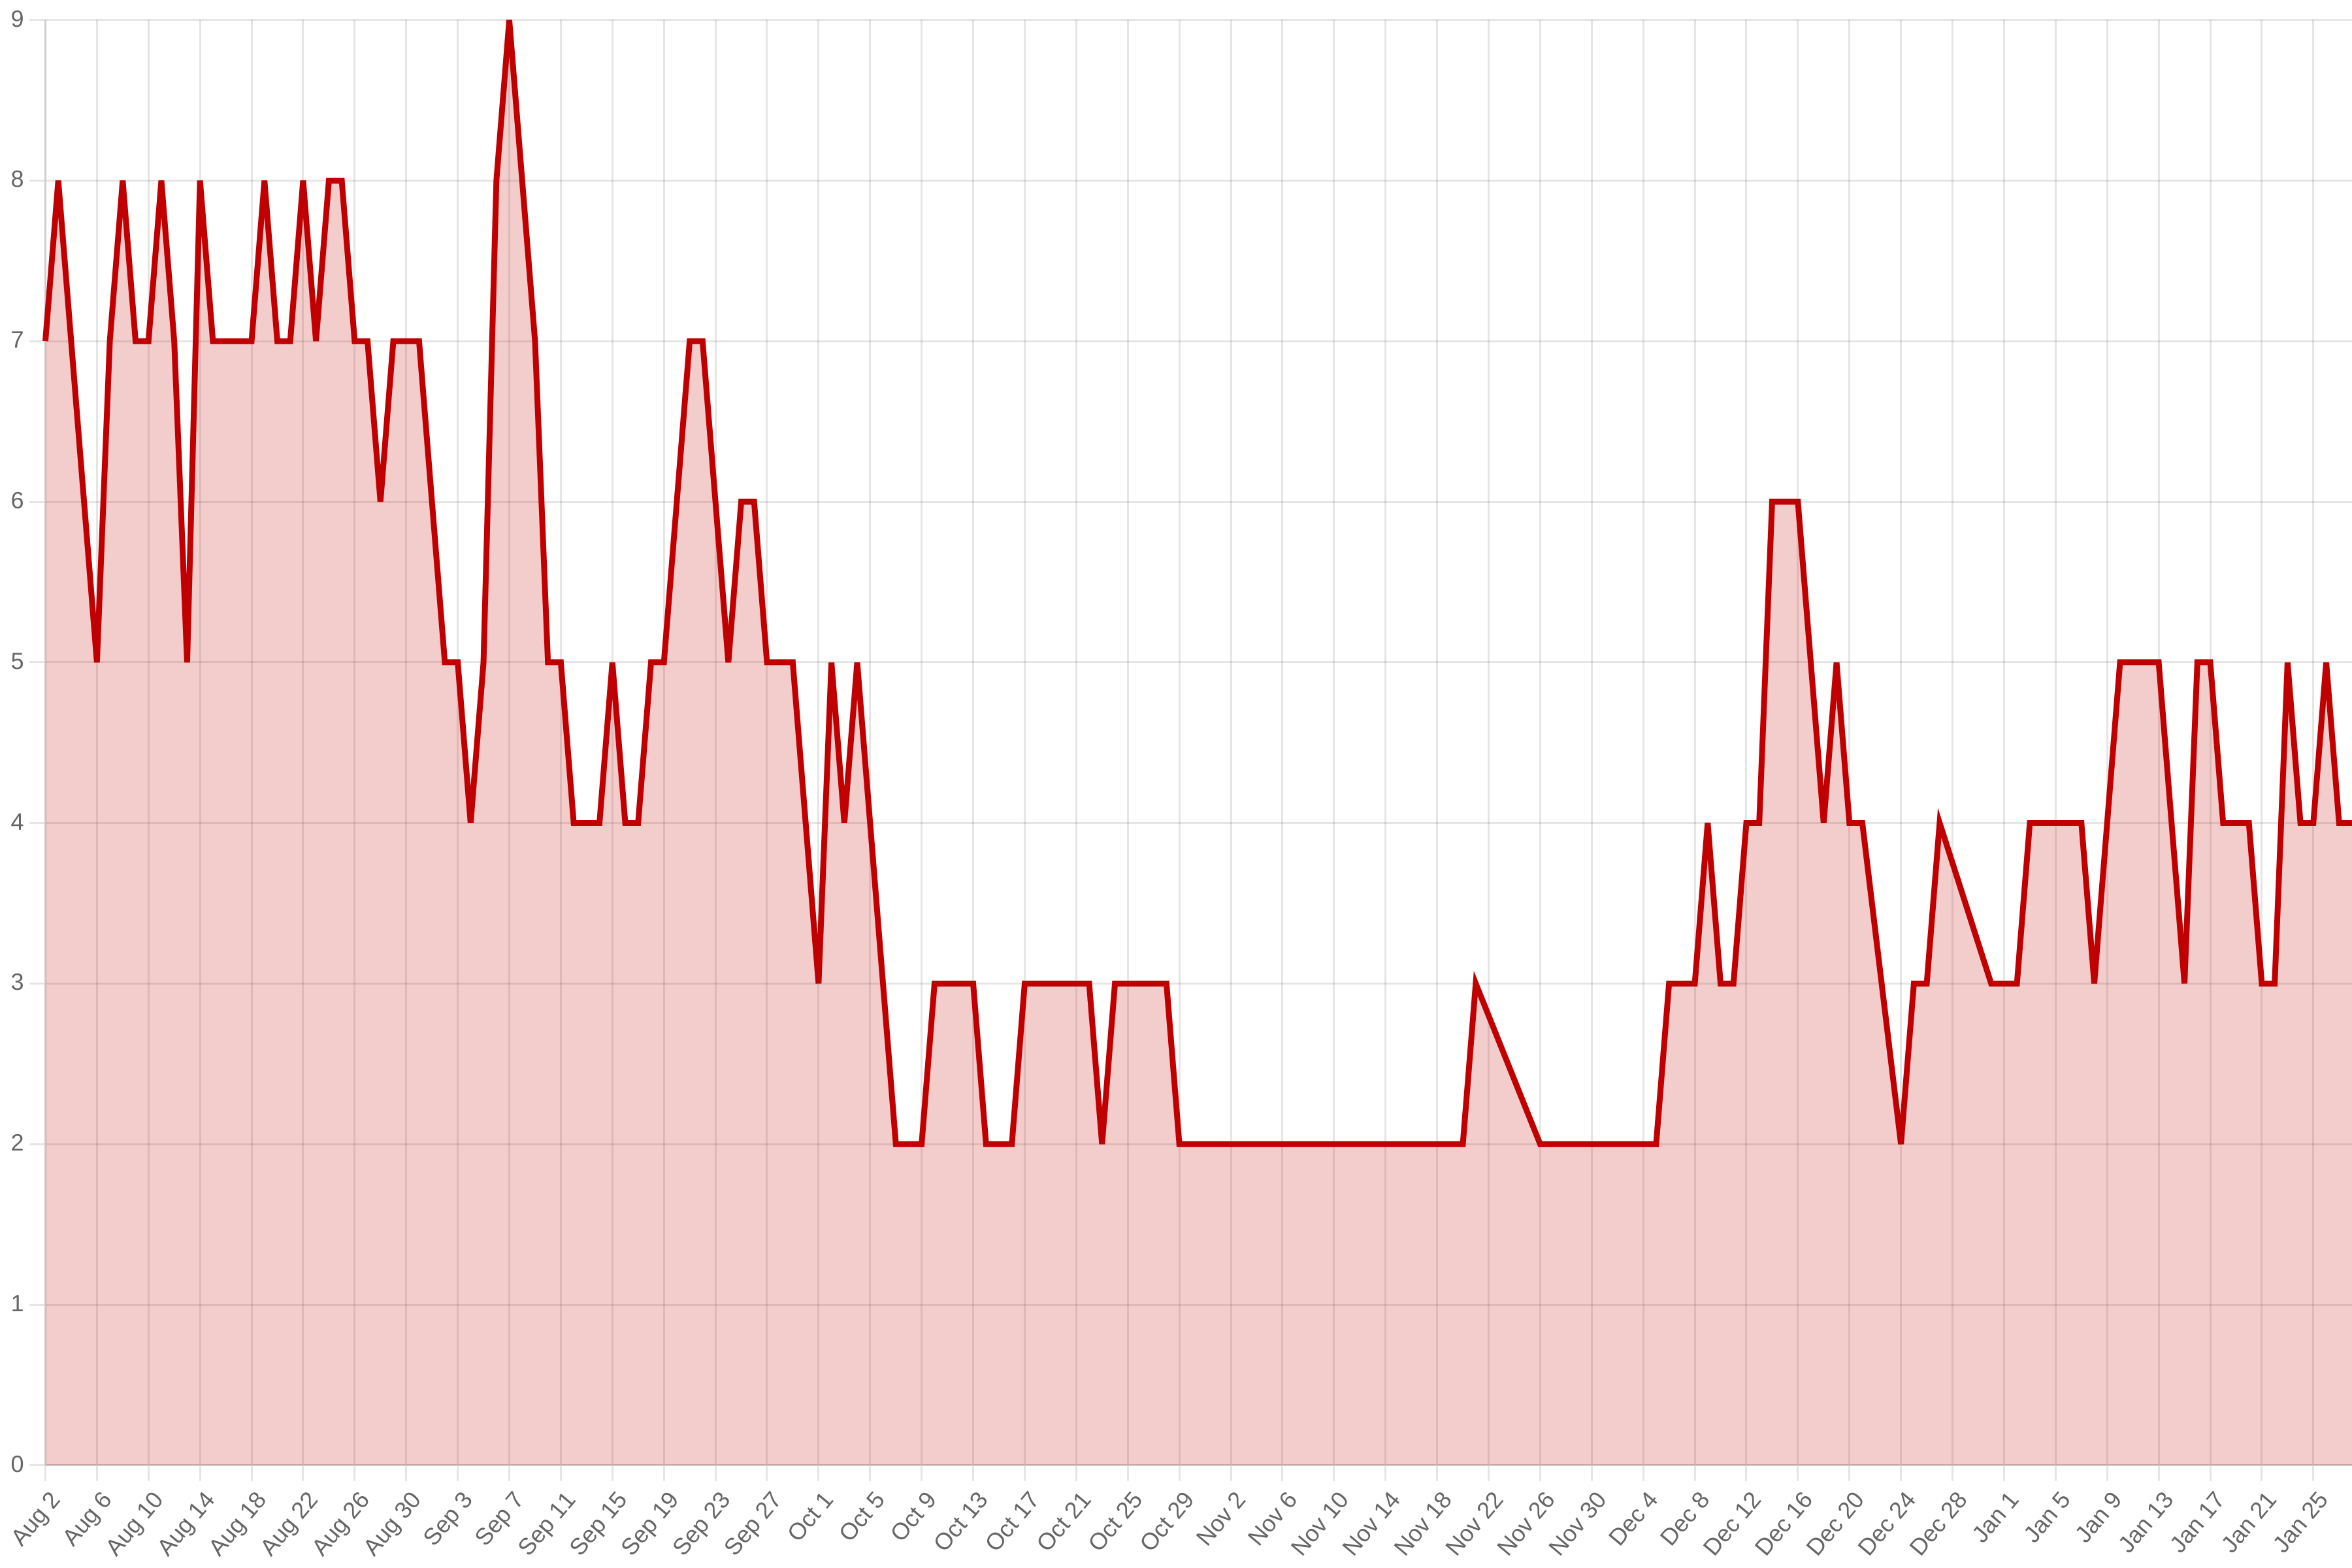 9
8
7
6
5
4
3
2
1
0
Aug 2
Aug 6
Aug 10
Aug 14
Aug 18
Aug 22
Aug 26
Aug 30
Sep 3
Sep 7
Sep 11
Sep 15
Sep 19
Sep 23
Sep 27
Oct 1
Oct 5
Oct 9
Oct 13
Oct 17
Oct 21
Oct 25
Oct 29
Nov 2
Nov 6
Nov 10
Nov 14
Nov 18
Nov 22
Nov 26
Nov 30
Dec 4
Dec 8
Dec 12
Dec 16
Dec 20
Dec 24
Dec 28
Jan 1
Jan 5
Jan 9
Jan 13
Jan 17
Jan 21
Jan 25